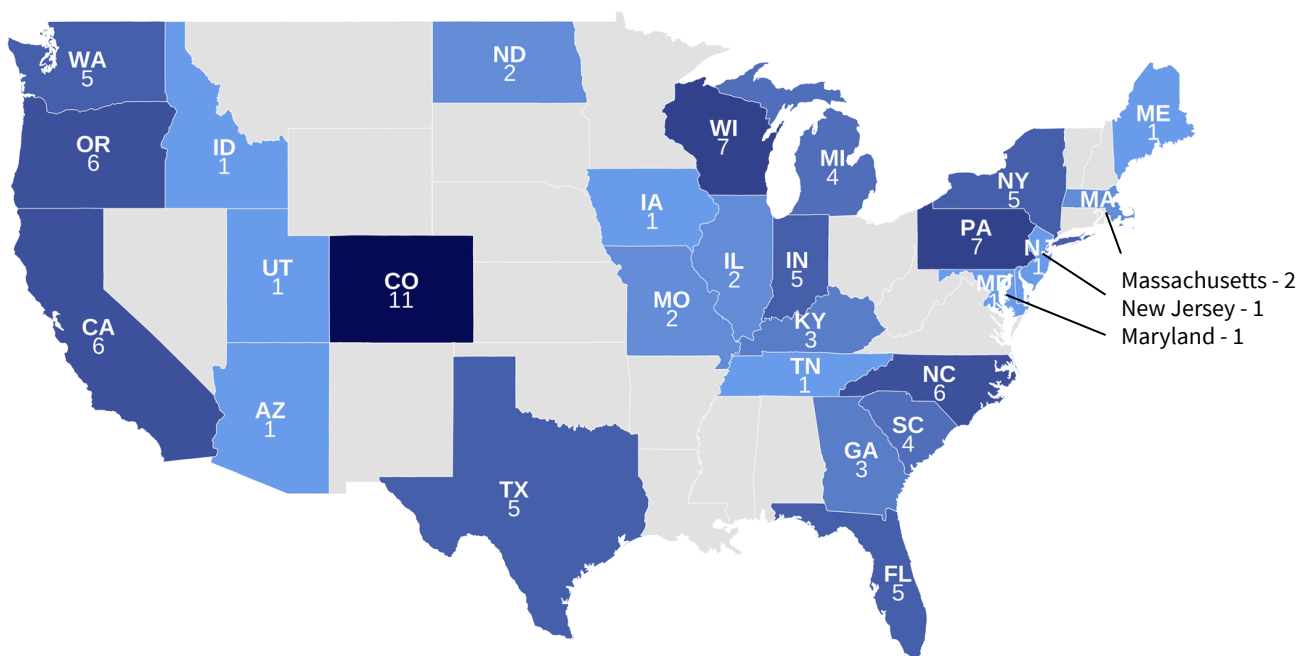 WA
5
ND
2
ME
1
OR
6
ID
1
WI
7
MI
4
NY
5
MA
2
IA
1
PA
7
NJ
1
UT
1
CO
11
IL
2
IN
5
MD
1
Massachusetts - 2
New Jersey - 1
Maryland - 1
CA
6
MO
2
KY
3
TN
1
NC
6
AZ
1
SC
4
GA
3
TX
5
FL
5